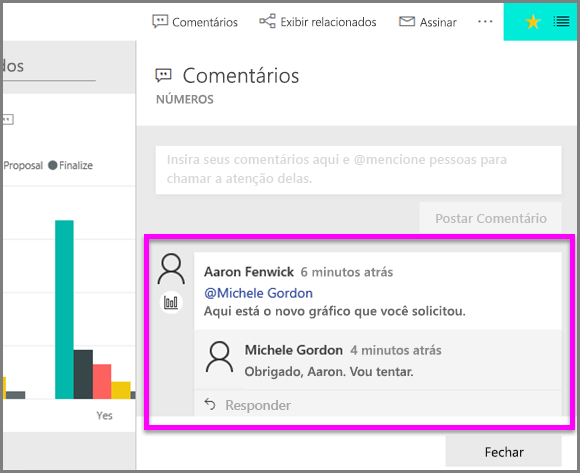 Comentários Exibir relacionados Assinar ...
dos
Comentários
NÚMEROS
Insira seus comentários aqui e @mencione pessoas para
chamar a atenção delas.
Proposal Finalize
Postar Comentário
Aaron Fenwick 6 minutos atrás
@Michele Gordon
Aqui está o novo gráfico que você solicitou.
Michele Gordon 4 minutos atrás
Obrigado, Aaron. Vou tentar.
Responder
Yes
Fechar